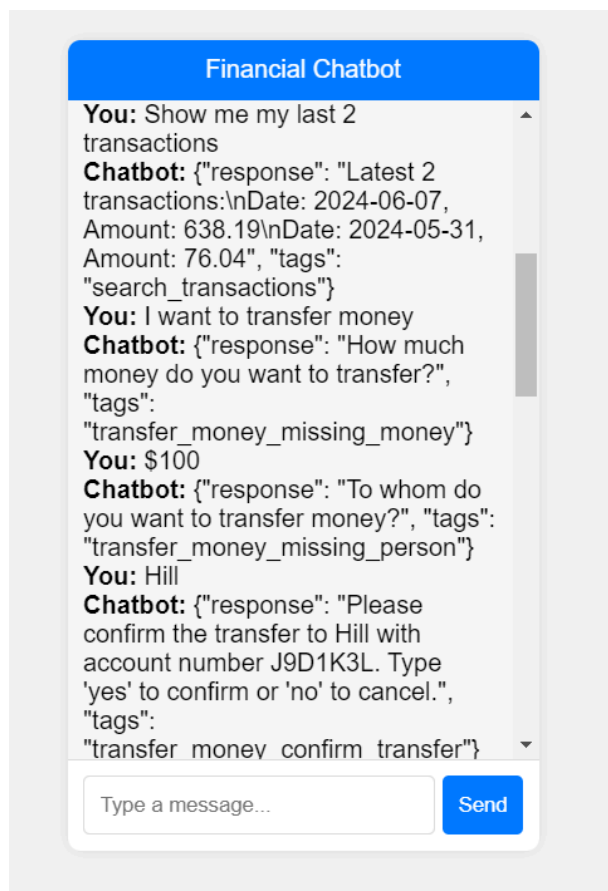 Financial Chatbot
You: Show me my last 2
transactions
Chatbot: {"response": "Latest 2
transactions:\nDate: 2024-06-07,
Amount: 638.19\nDate: 2024-05-31,
Amount: 76.04", "tags":
"search_transactions"}
You: I want to transfer money
Chatbot: {"response": "How much
money do you want to transfer?",
"tags":
"transfer_money_missing_money"}
You: $100
Chatbot: {"response": "To whom do
you want to transfer money?", "tags":
"transfer_money_missing_person"}
You: Hill
Chatbot: {"response": "Please
confirm the transfer to Hill with
account number J9D1K3L. Type
'yes' to confirm or 'no' to cancel.",
"tags":
"transfer_money_confirm_transfer"}
Type a message...
Send